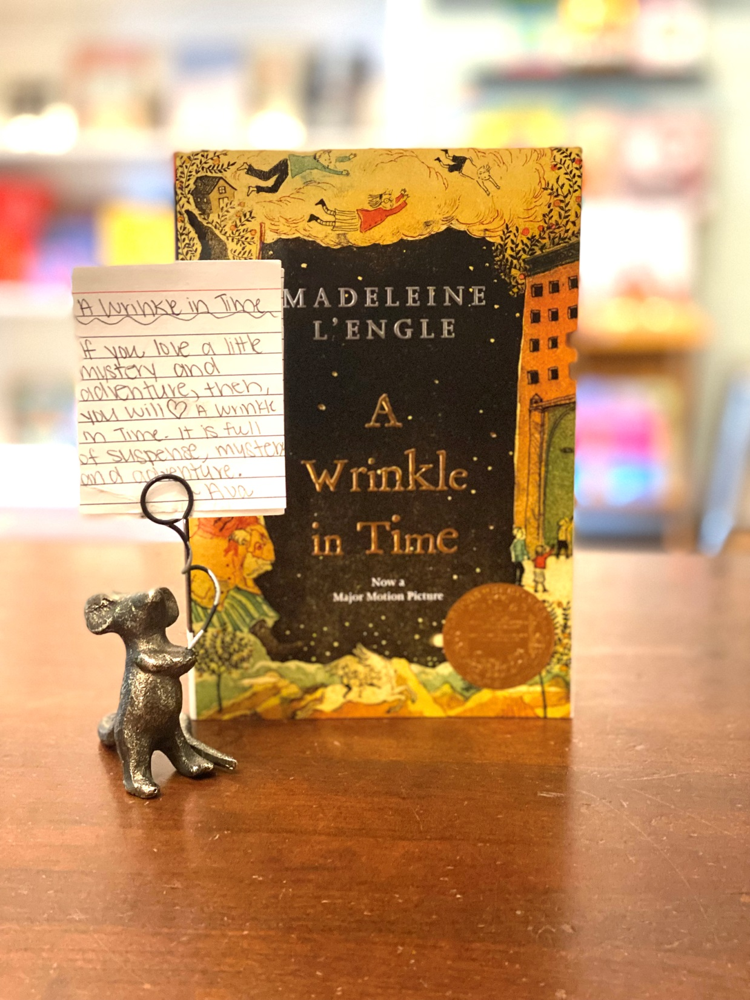 A Wrinkle in Time
If you love a little
mystery and
adventure, then,
you will ♡ A Wrinkle
in Time. It is full
of suspense, mystery
and adventure.
~ Ava
MADELEINE
L'ENGLE
A
Wrinkle
in Time
Now a
Major Motion Picture